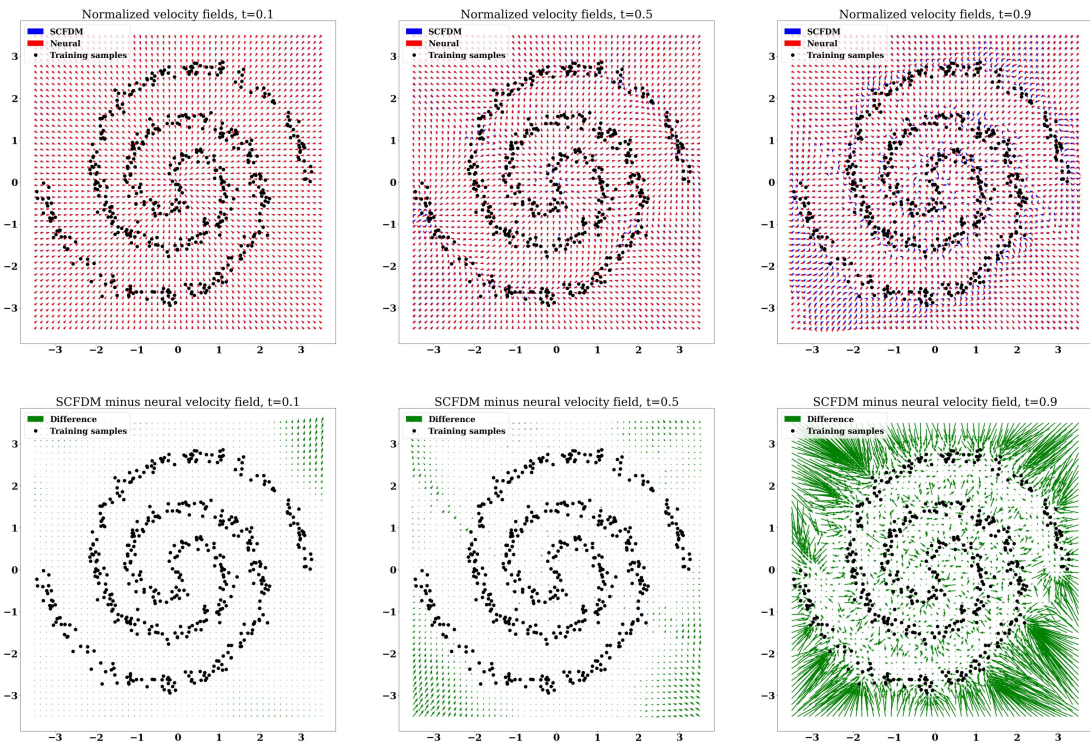 Normalized velocity fields, t=0.1
SCFDM
Neural
Training samples
3
2
1
0
−1
−2
−3
−3 −2 −1 0 1 2 3
Normalized velocity fields, t=0.5
SCFDM
Neural
Training samples
3
2
1
0
−1
−2
−3
−3 −2 −1 0 1 2 3
Normalized velocity fields, t=0.9
SCFDM
Neural
Training samples
3
2
1
0
−1
−2
−3
−3 −2 −1 0 1 2 3
SCFDM minus neural velocity field, t=0.1
Difference
Training samples
3
2
1
0
−1
−2
−3
−3 −2 −1 0 1 2 3
SCFDM minus neural velocity field, t=0.5
Difference
Training samples
3
2
1
0
−1
−2
−3
−3 −2 −1 0 1 2 3
SCFDM minus neural velocity field, t=0.9
Difference
Training samples
3
2
1
0
−1
−2
−3
−3 −2 −1 0 1 2 3